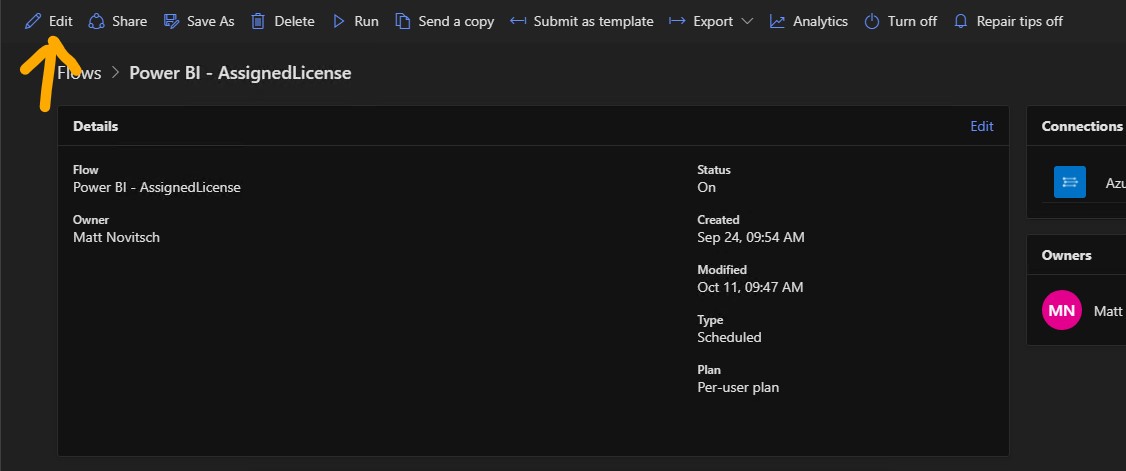 Edit Share Save As Delete Run Send a copy Submit as template Export Analytics Turn off Repair tips off
Flows > Power BI - AssignedLicense
Details Edit
Flow
Power BI - AssignedLicense
Owner
Matt Novitsch
Status
On
Created
Sep 24, 09:54 AM
Modified
Oct 11, 09:47 AM
Type
Scheduled
Plan
Per-user plan
Connections
Azu
Owners
MN Matt